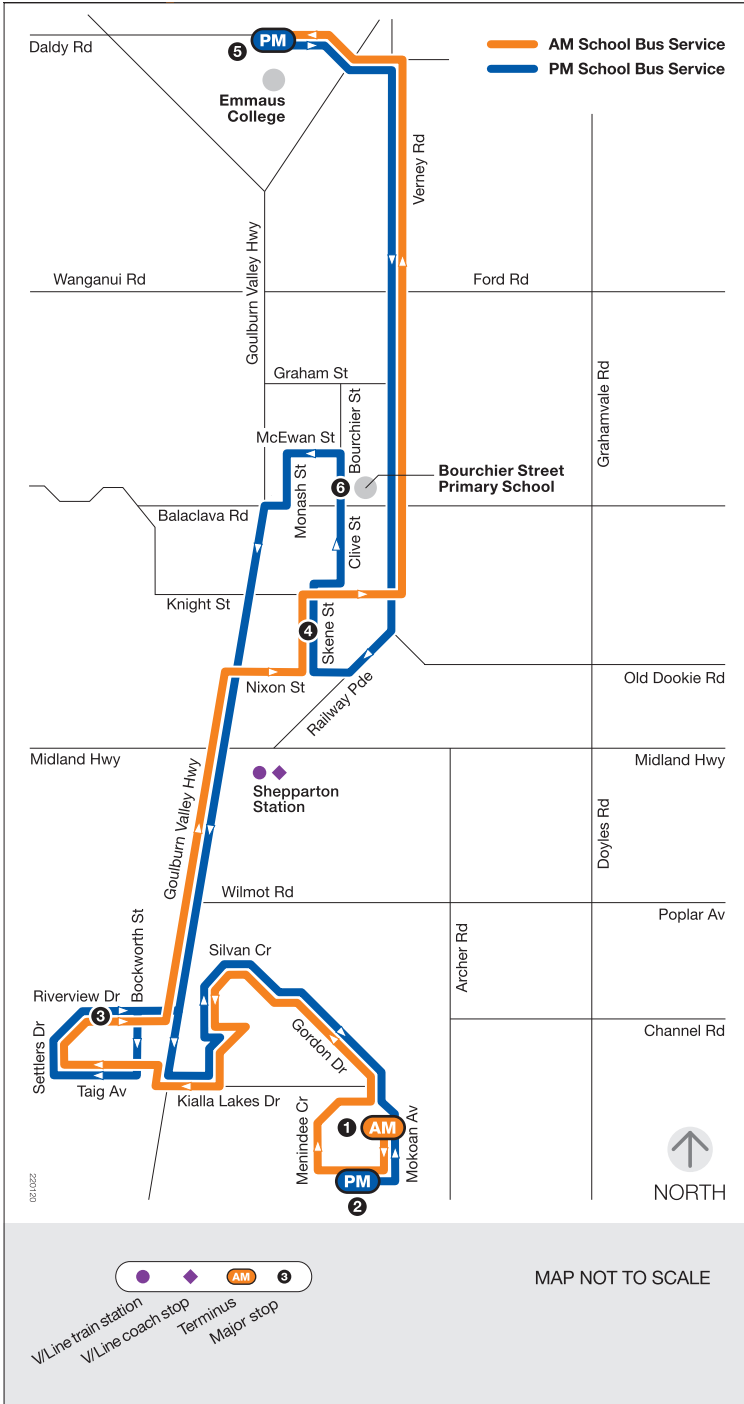 Daldy Rd
5
PM
AM School Bus Service
PM School Bus Service
Emmaus
College
Verney Rd
Goulburn Valley Hwy
Wanganui Rd
Ford Rd
Graham St
Bourchier St
Grahamvale Rd
McEwan St
Monash St
6
Bourchier Street
Primary School
Balaclava Rd
Clive St
Knight St
4
Skene St
Nixon St
Railway Pde
Old Dookie Rd
Midland Hwy
Midland Hwy
Shepparton
Station
Goulburn Valley Hwy
Doyles Rd
Wilmot Rd
Poplar Av
Bockworth St
Archer Rd
Silvan Cr
Riverview Dr
3
Settlers Dr
Gordon Dr
Channel Rd
Taig Av
Kialla Lakes Dr
Menindee Cr
1
AM
Mokoan Av
PM
2
220120
NORTH
AM
3
V/Line train station
V/Line coach stop
Terminus
Major stop
MAP NOT TO SCALE